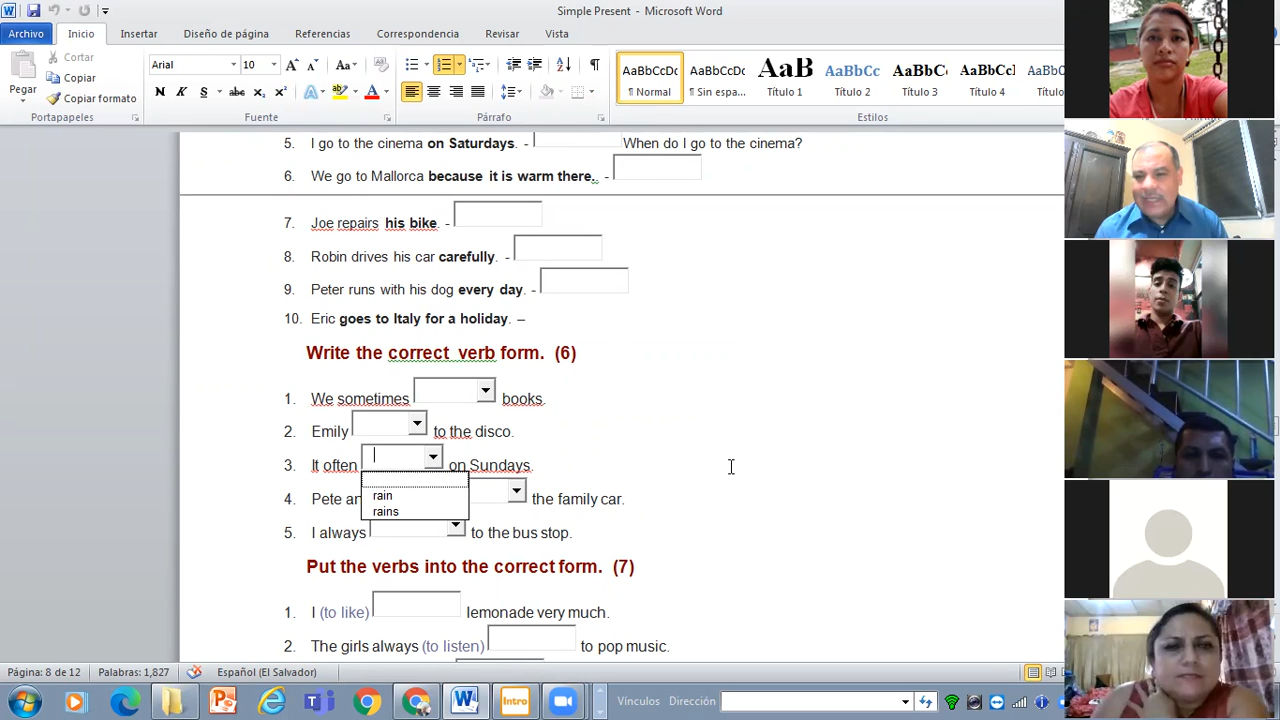 Simple Present - Microsoft Word
Archivo Inicio Insertar Diseño de página Referencias Correspondencia Revisar Vista
Cortar
Copiar
Copiar formato
Pegar
Portapapeles
Arial 10
Aa
N K S abc x₂ x²
Fuente
Párrafo
AaBbCcDc AaBbCcDc AaB AaBbCc AaBbCc AaBbCcI AaBb
¶ Normal ¶ Sin espa... Título 1 Título 2 Título 3 Título 4 Títu
Estilos
5. I go to the cinema on Saturdays. - When do I go to the cinema?
6. We go to Mallorca because it is warm there. -
7. Joe repairs his bike. -
8. Robin drives his car carefully. -
9. Peter runs with his dog every day. -
10. Eric goes to Italy for a holiday. –
Write the correct verb form. (6)
1. We sometimes books.
2. Emily to the disco.
3. It often on Sundays.
rain
rains
4. Pete an the family car.
5. I always to the bus stop.
Put the verbs into the correct form. (7)
1. I (to like) lemonade very much.
2. The girls always (to listen) to pop music.
Página: 8 de 12 Palabras: 1,827 Español (El Salvador)
Intro
Vínculos Dirección